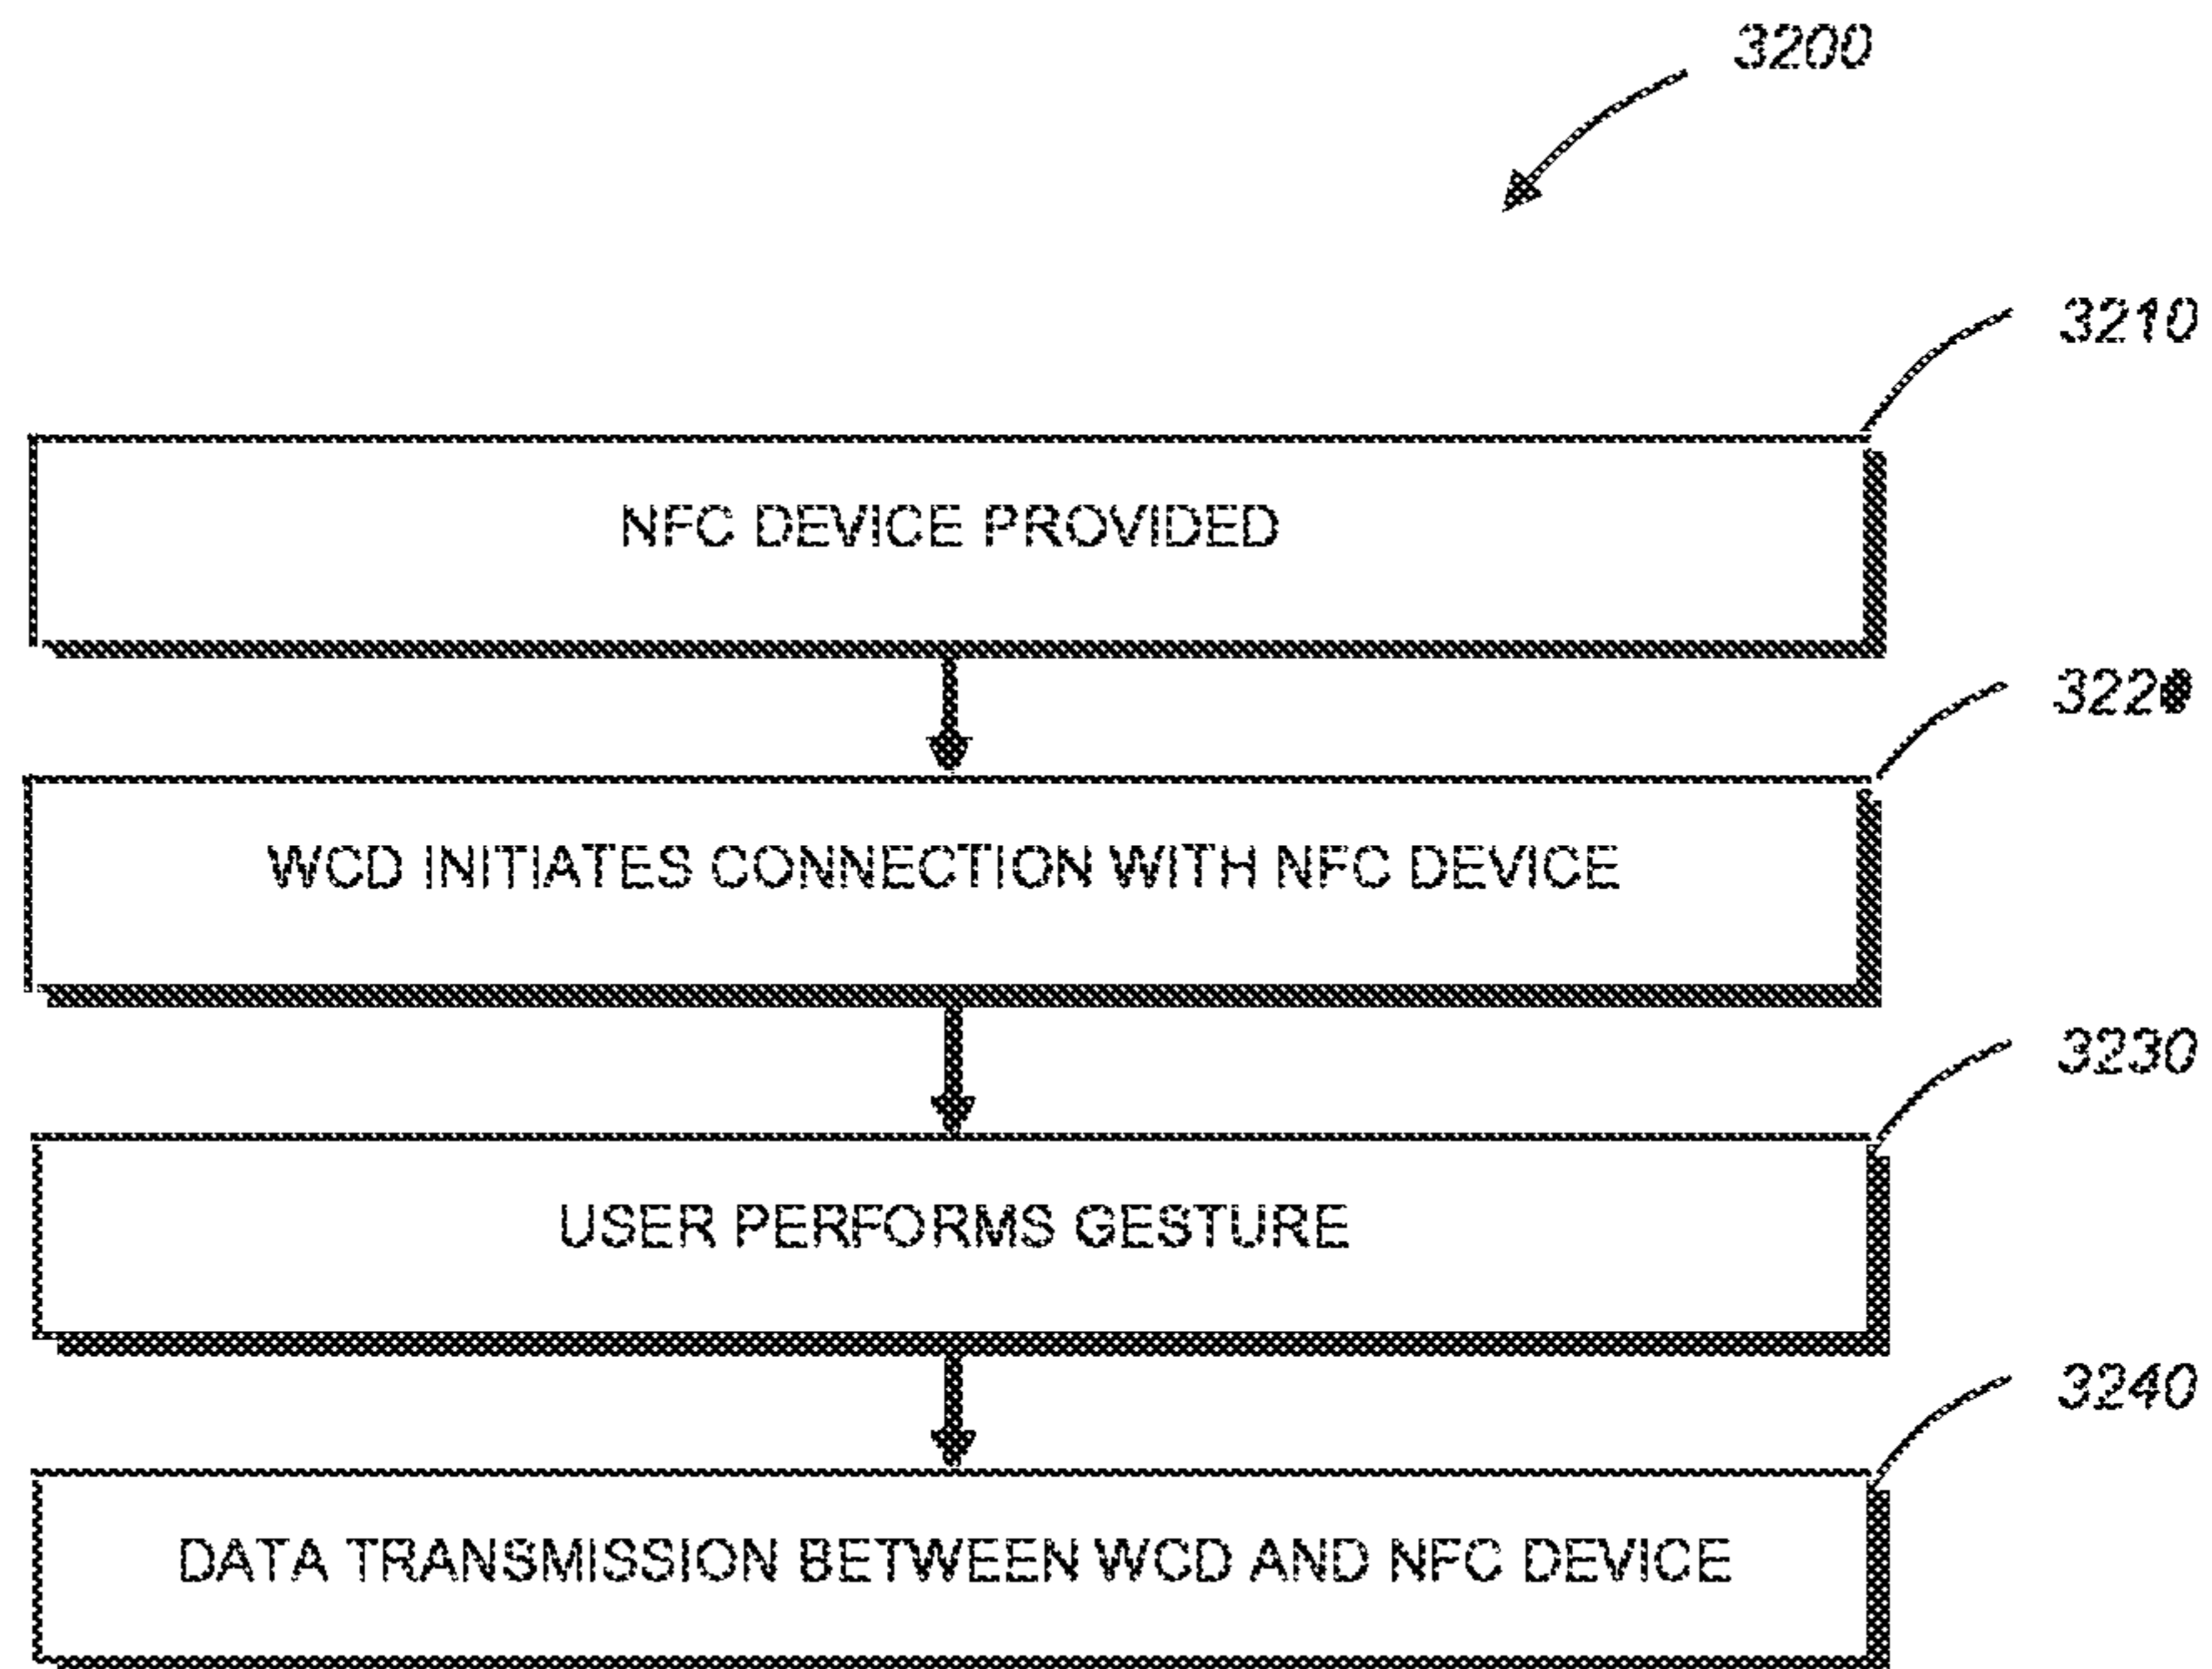 3200
3210
NFC DEVICE PROVIDED
3220
WCD INITIATES CONNECTION WITH NFC DEVICE
3230
USER PERFORMS GESTURE
3240
DATA TRANSMISSION BETWEEN WCD AND NFC DEVICE